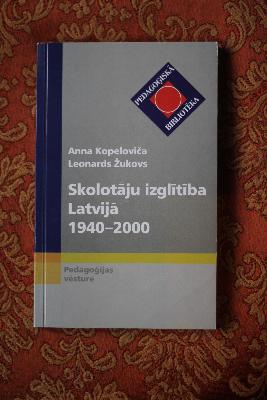 PEDAGOĢISKĀ
BIBLIOTĒKA
Anna Kopeloviča
Leonards Žukovs
Skolotāju izglītība
Latvijā
1940–2000
Pedagoģijas
vēsture